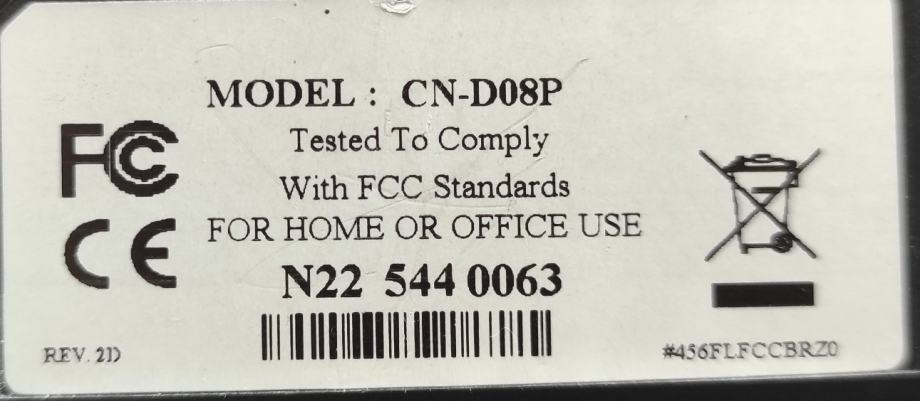 MODEL : CN-D08P
Tested To Comply
With FCC Standards
FOR HOME OR OFFICE USE
FC
CE
N22 544 0063
REV. 2D
#456FLFCCBRZ0